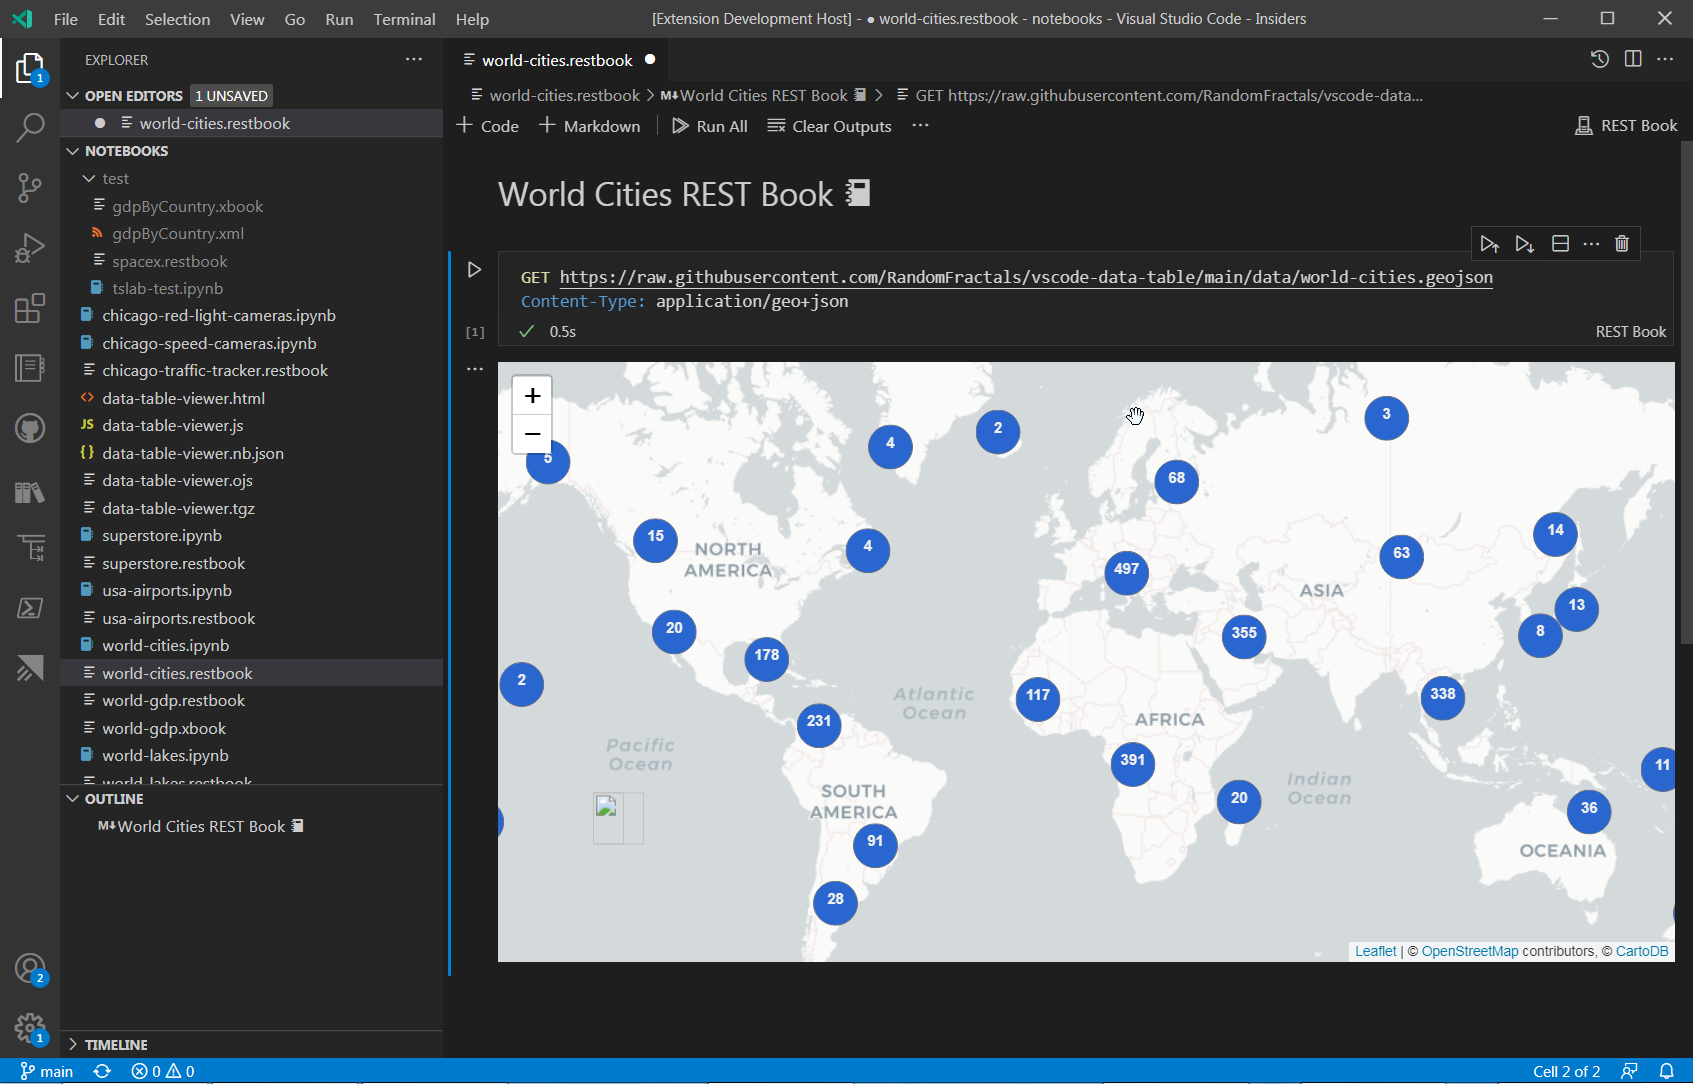 File Edit Selection View Go Run Terminal Help
[Extension Development Host] - ● world-cities.restbook - notebooks - Visual Studio Code - Insiders
EXPLORER
OPEN EDITORS 1 UNSAVED
world-cities.restbook
NOTEBOOKS
test
gdpByCountry.xbook
gdpByCountry.xml
spacex.restbook
tslab-test.ipynb
chicago-red-light-cameras.ipynb
chicago-speed-cameras.ipynb
chicago-traffic-tracker.restbook
data-table-viewer.html
JS data-table-viewer.js
{} data-table-viewer.nb.json
data-table-viewer.ojs
data-table-viewer.tgz
superstore.ipynb
superstore.restbook
usa-airports.ipynb
usa-airports.restbook
world-cities.ipynb
world-cities.restbook
world-gdp.restbook
world-gdp.xbook
world-lakes.ipynb
world-lakes.restbook
OUTLINE
M↓World Cities REST Book
TIMELINE
1
2
1
world-cities.restbook ●
world-cities.restbook > M↓World Cities REST Book > GET https://raw.githubusercontent.com/RandomFractals/vscode-data...
+ Code + Markdown Run All Clear Outputs ...
REST Book
World Cities REST Book
GET https://raw.githubusercontent.com/RandomFractals/vscode-data-table/main/data/world-cities.geojson
Content-Type: application/geo+json
[1] ✓ 0.5s
REST Book
+
−
5
4
2
3
68
15
NORTH
AMERICA
4
497
63
14
ASIA
13
20
178
355
8
2
Atlantic
Ocean
117
338
231
AFRICA
Pacific
Ocean
391
11
SOUTH
AMERICA
20
Indian
Ocean
36
91
OCEANIA
28
Leaflet | © OpenStreetMap contributors, © CartoDB
main
0 0
Cell 2 of 2